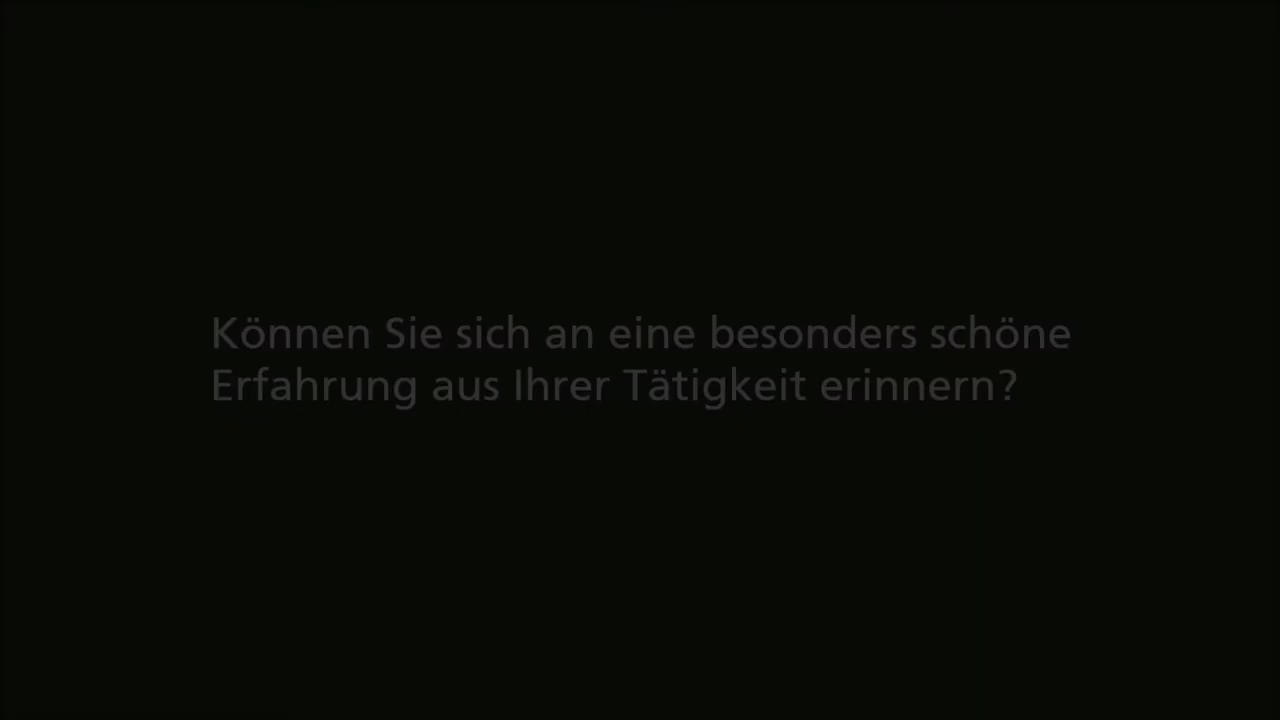 Können Sie sich an eine besonders schöne
Erfahrung aus Ihrer Tätigkeit erinnern?